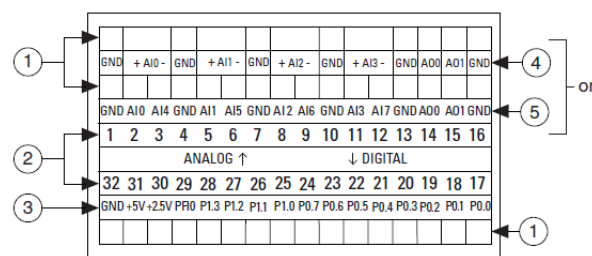 GND + AI0 - GND + AI1 - GND + AI2 - GND + AI3 - GND AO0 AO1 GND
1
4
or
GND AI0 AI4 GND AI1 AI5 GND AI2 AI6 GND AI3 AI7 GND AO0 AO1 GND
5
1 2 3 4 5 6 7 8 9 10 11 12 13 14 15 16
2
ANALOG ↑ ↓ DIGITAL
32 31 30 29 28 27 26 25 24 23 22 21 20 19 18 17
3
GND +5V +2.5V PFI0 P1.3 P1.2 P1.1 P1.0 P0.7 P0.6 P0.5 P0.4 P0.3 P0.2 P0.1 P0.0
1